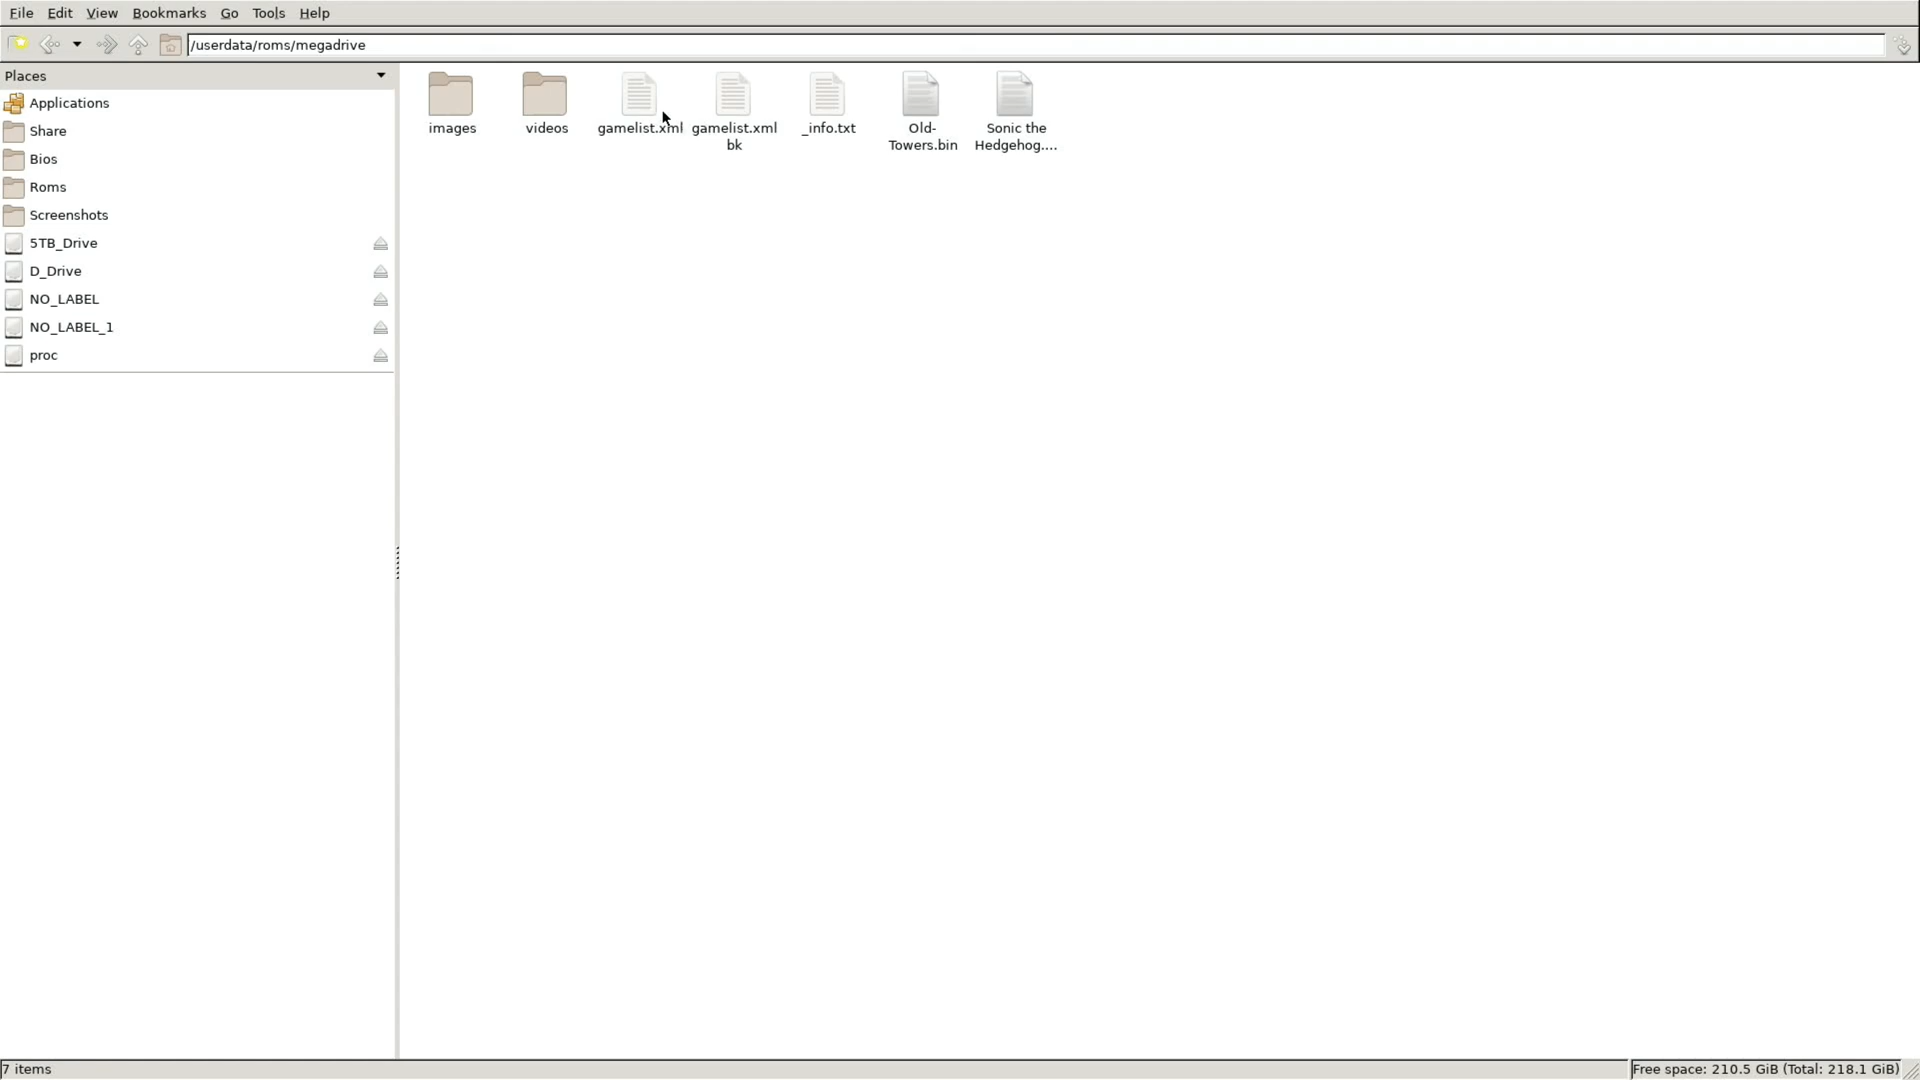 File Edit View Bookmarks Go Tools Help
/userdata/roms/megadrive
Places
Applications
Share
Bios
Roms
Screenshots
5TB_Drive
D_Drive
NO_LABEL
NO_LABEL_1
proc
images
videos
gamelist.xml
gamelist.xml
bk
_info.txt
Old-
Towers.bin
Sonic the
Hedgehog....
7 items
Free space: 210.5 GiB (Total: 218.1 GiB)